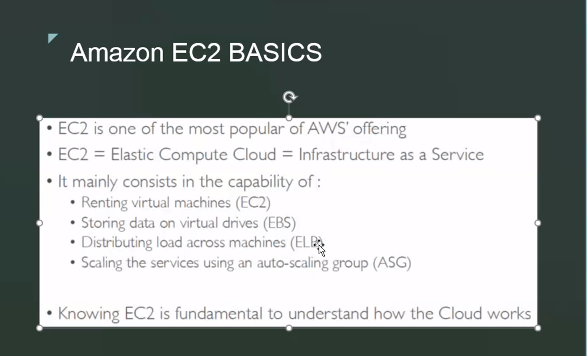 Amazon EC2 BASICS
• EC2 is one of the most popular of AWS' offering
• EC2 = Elastic Compute Cloud = Infrastructure as a Service
• It mainly consists in the capability of :
• Renting virtual machines (EC2)
• Storing data on virtual drives (EBS)
• Distributing load across machines (ELB)
• Scaling the services using an auto-scaling group (ASG)
• Knowing EC2 is fundamental to understand how the Cloud works